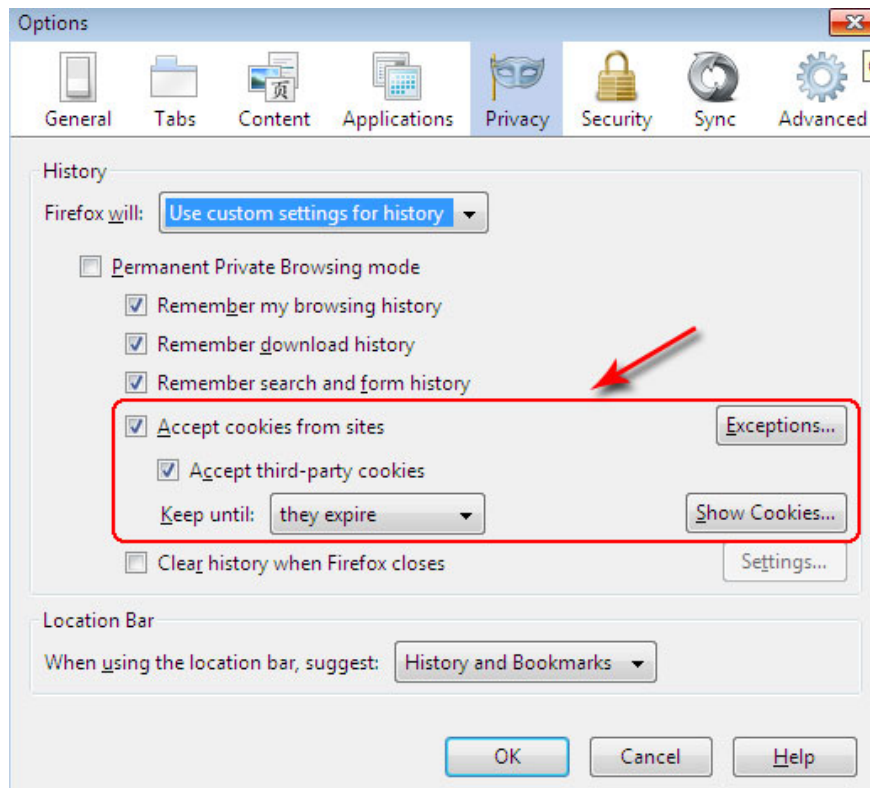 Options
页
General Tabs Content Applications Privacy Security Sync Advanced
History
Firefox will: Use custom settings for history
Permanent Private Browsing mode
Remember my browsing history
Remember download history
Remember search and form history
Accept cookies from sites Exceptions...
Accept third-party cookies
Keep until: they expire Show Cookies...
Clear history when Firefox closes Settings...
Location Bar
When using the location bar, suggest: History and Bookmarks
OK Cancel Help